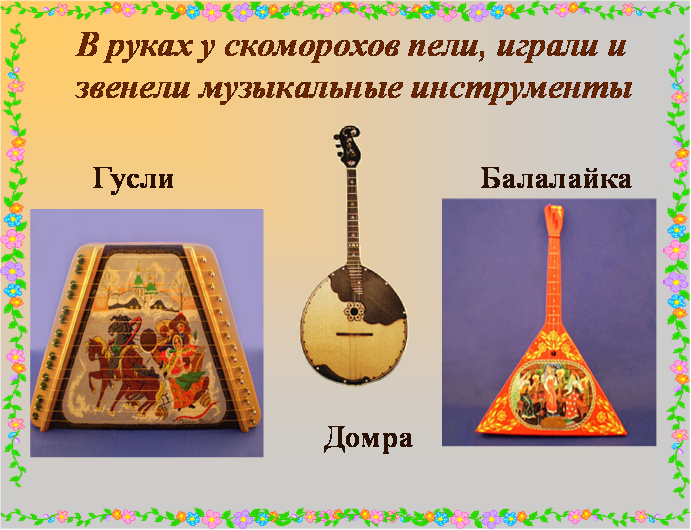 В руках у скоморохов пели, играли и
звенели музыкальные инструменты
Гусли
Балалайка
Домра